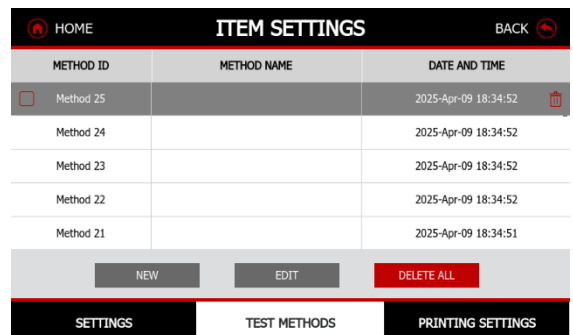 HOME ITEM SETTINGS BACK
METHOD ID METHOD NAME DATE AND TIME
Method 25 2025-Apr-09 18:34:52
Method 24 2025-Apr-09 18:34:52
Method 23 2025-Apr-09 18:34:52
Method 22 2025-Apr-09 18:34:52
Method 21 2025-Apr-09 18:34:51
NEW EDIT DELETE ALL
SETTINGS TEST METHODS PRINTING SETTINGS